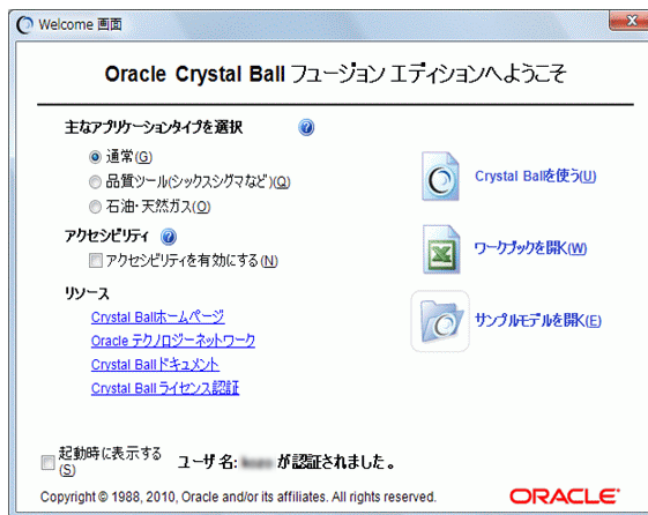 Welcome 画面
Oracle Crystal Ball フュージョン エディションへようこそ
主なアプリケーションタイプを選択
通常(G)
品質ツール(シックスシグマなど)(Q)
石油・天然ガス(O)
アクセシビリティ
アクセシビリティを有効にする(N)
リソース
Crystal Ballホームページ
Oracle テクノロジーネットワーク
Crystal Ball ドキュメント
Crystal Ball ライセンス認証
Crystal Ballを使う(U)
ワークブックを開く(W)
サンプルモデルを開く(E)
起動時に表示する
(S)
ユーザ名: が認証されました。
Copyright © 1988, 2010, Oracle and/or its affiliates. All rights reserved.
ORACLE